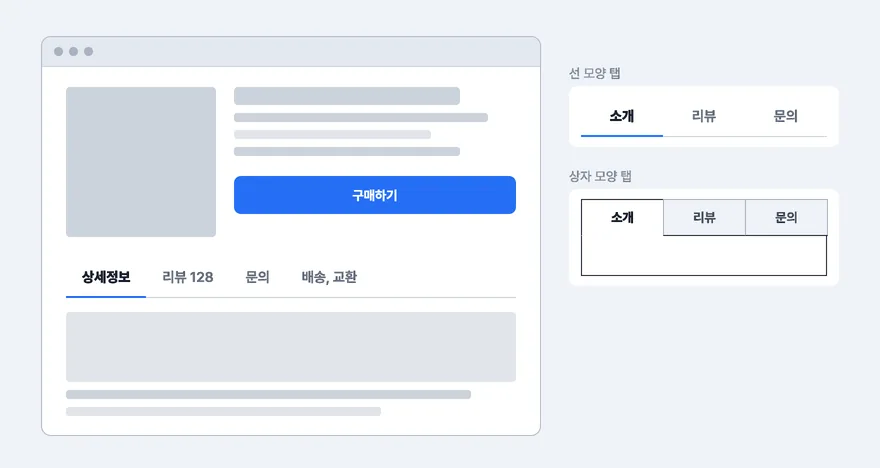 구매하기
상세정보 리뷰 128 문의 배송, 교환
선 모양 탭
소개 리뷰 문의
상자 모양 탭
소개 리뷰 문의